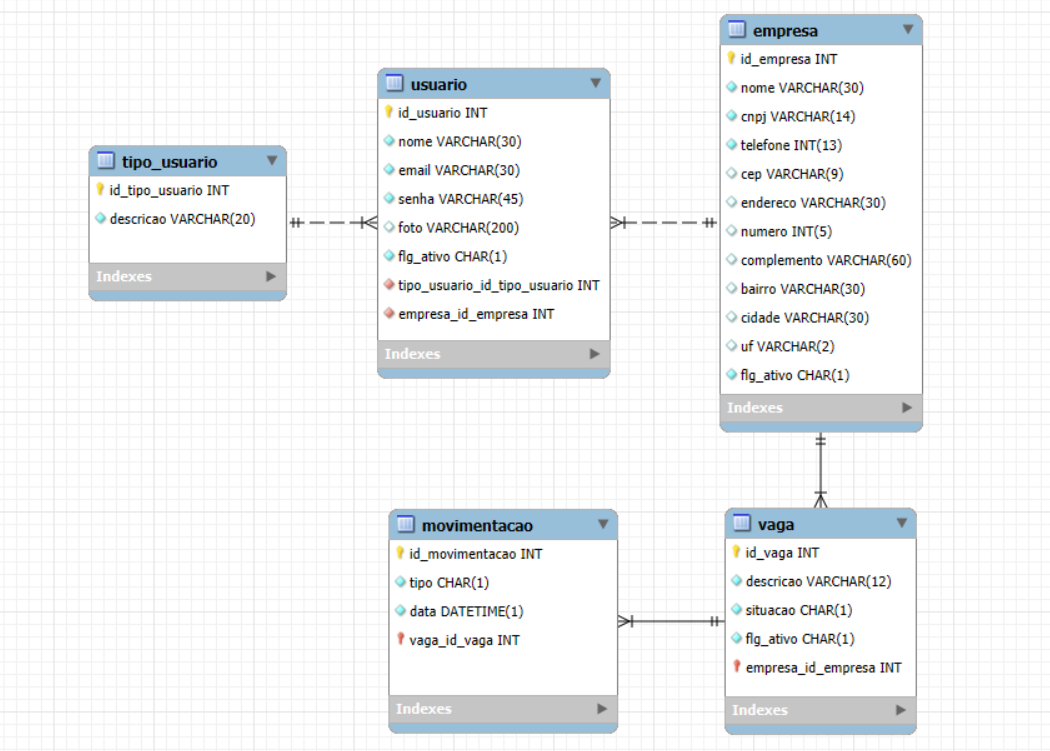 tipo_usuario
id_tipo_usuario INT
descricao VARCHAR(20)
Indexes
usuario
id_usuario INT
nome VARCHAR(30)
email VARCHAR(30)
senha VARCHAR(45)
foto VARCHAR(200)
flg_ativo CHAR(1)
tipo_usuario_id_tipo_usuario INT
empresa_id_empresa INT
Indexes
empresa
id_empresa INT
nome VARCHAR(30)
cnpj VARCHAR(14)
telefone INT(13)
cep VARCHAR(9)
endereco VARCHAR(30)
numero INT(5)
complemento VARCHAR(60)
bairro VARCHAR(30)
cidade VARCHAR(30)
uf VARCHAR(2)
flg_ativo CHAR(1)
Indexes
movimentacao
id_movimentação INT
tipo CHAR(1)
data DATETIME(1)
vaga_id_vaga INT
Indexes
vaga
id_vaga INT
descricao VARCHAR(12)
situacao CHAR(1)
flg_ativo CHAR(1)
empresa_id_empresa INT
Indexes